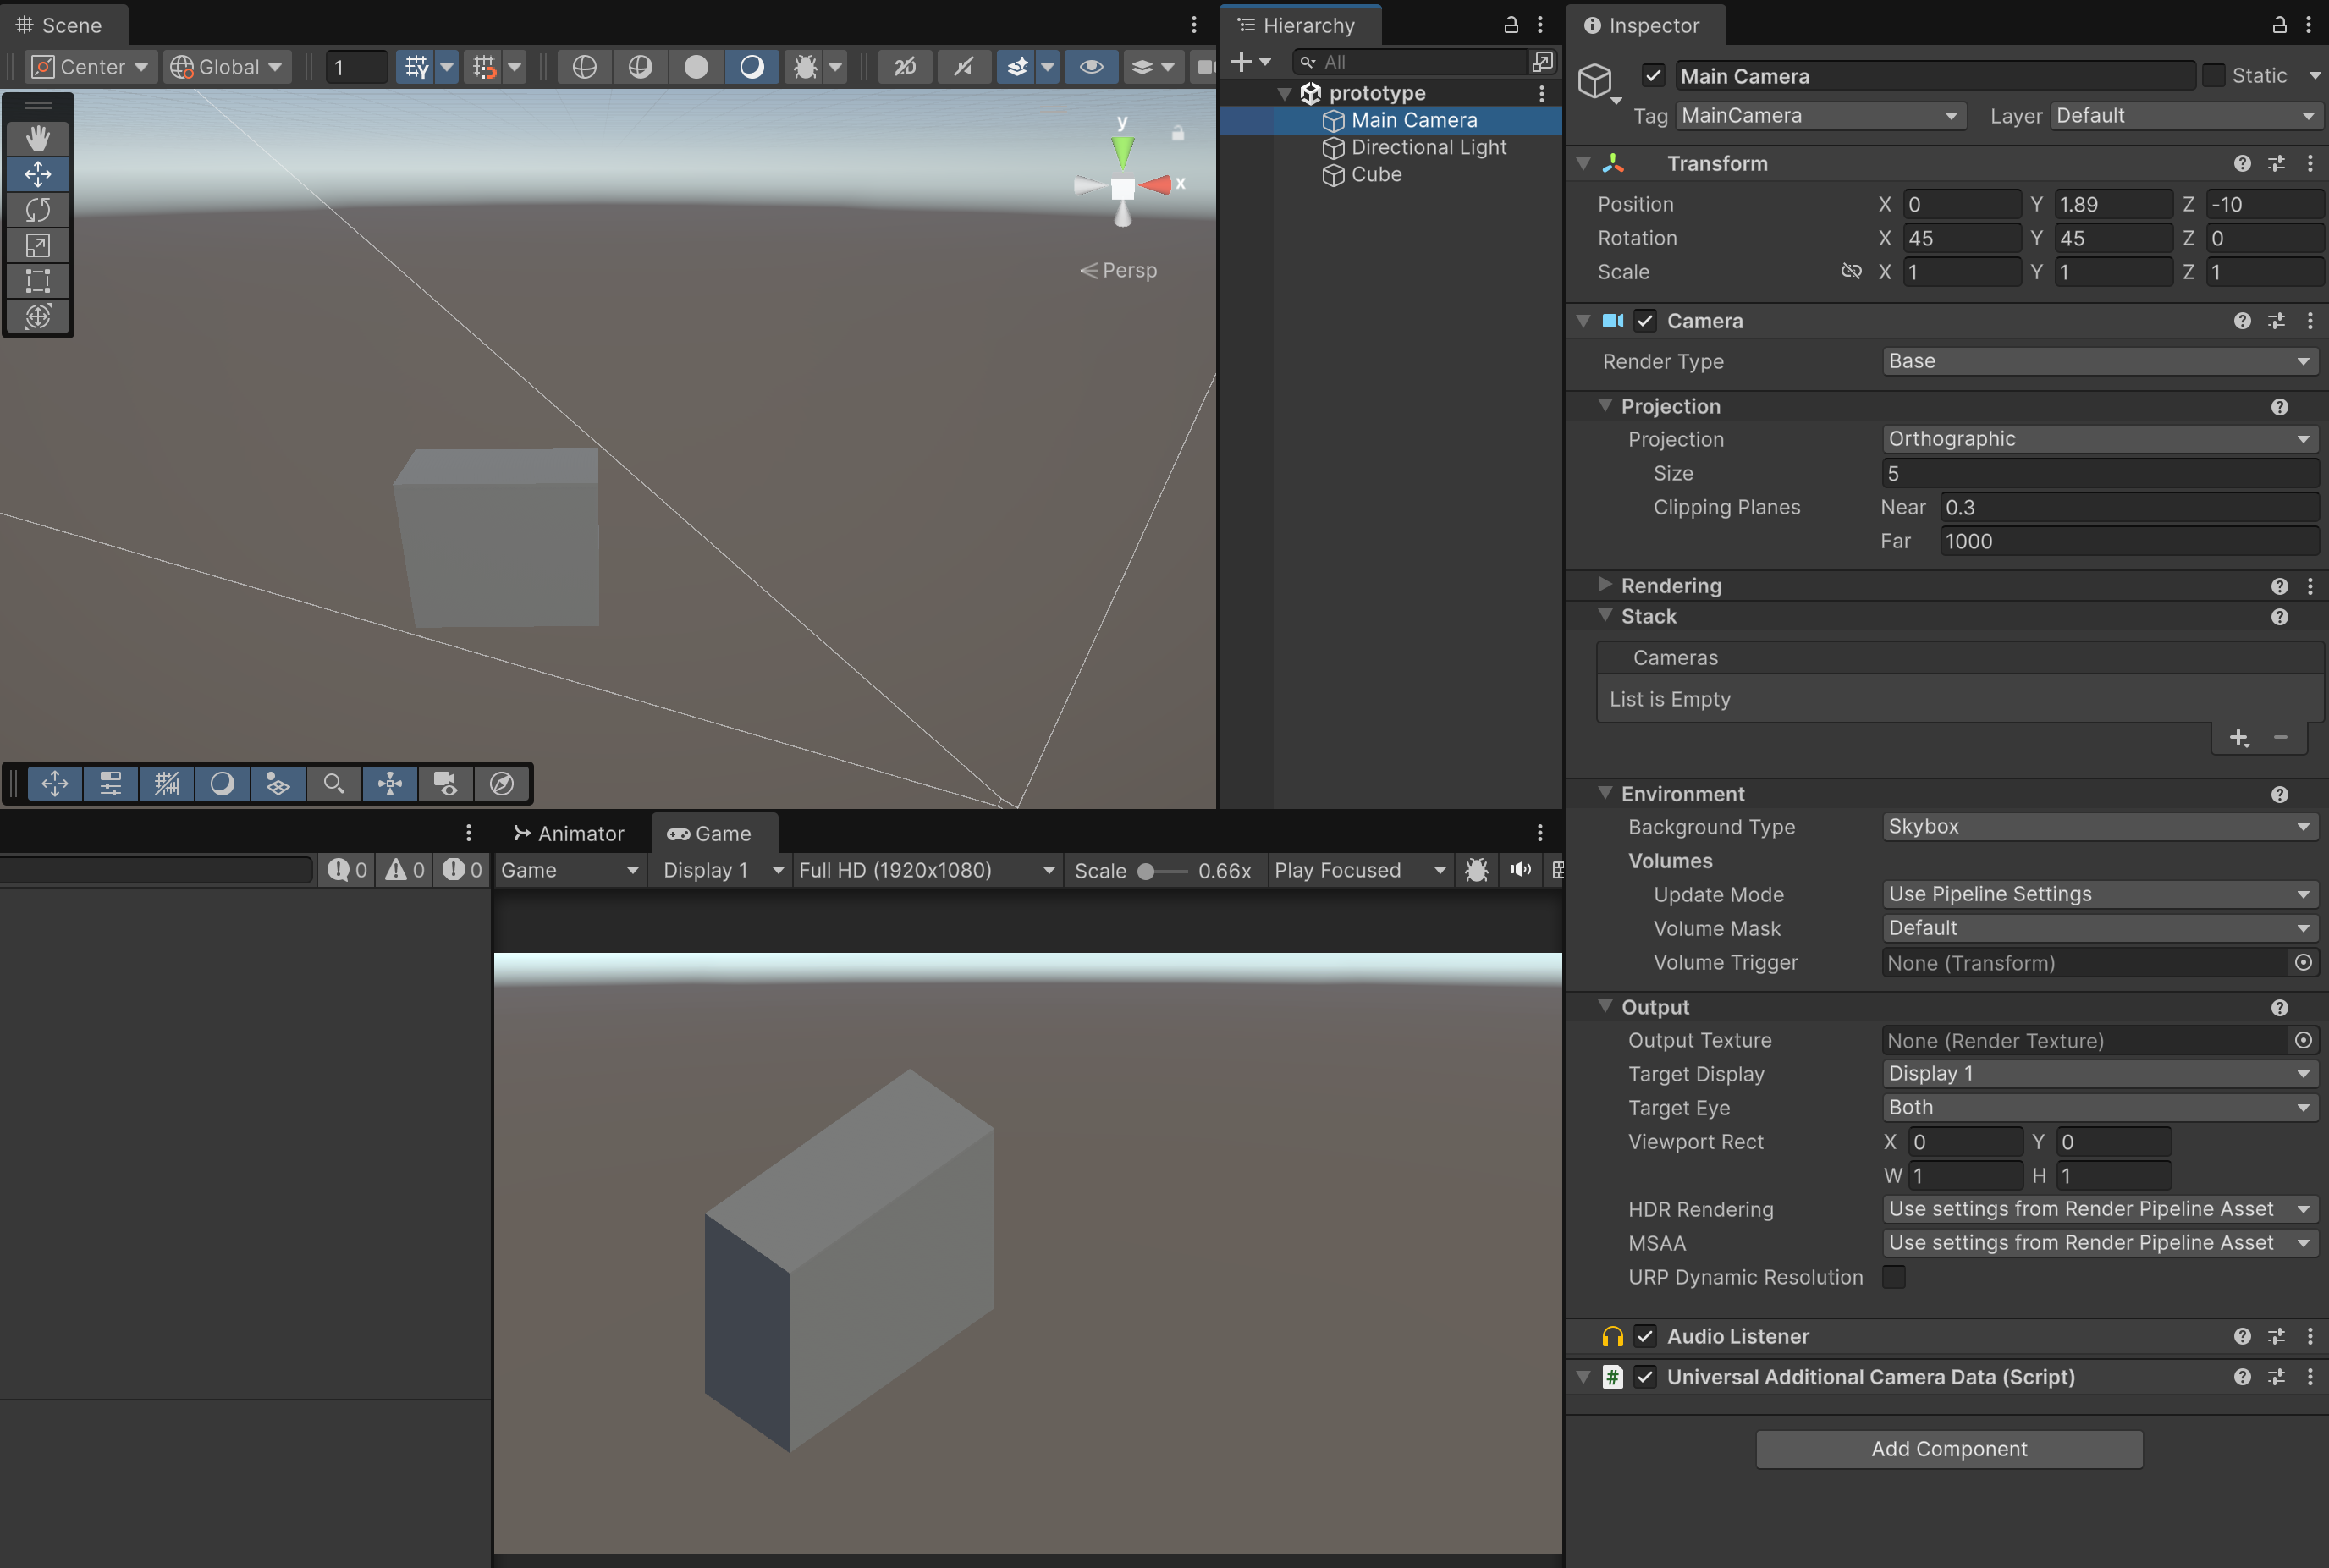 Scene
Center
Global
1
2D
y
x
Persp
Hierarchy
All
prototype
Main Camera
Directional Light
Cube
0
0
0
Animator
Game
Game
Display 1
Full HD (1920x1080)
Scale
0.66x
Play Focused
Inspector
Main Camera
Static
Tag
MainCamera
Layer
Default
Transform
Position X 0 Y 1.89 Z -10
Rotation X 45 Y 45 Z 0
Scale X 1 Y 1 Z 1
Camera
Render Type Base
Projection
Projection Orthographic
Size 5
Clipping Planes Near 0.3
Far 1000
Rendering
Stack
Cameras
List is Empty
Environment
Background Type Skybox
Volumes
Update Mode Use Pipeline Settings
Volume Mask Default
Volume Trigger None (Transform)
Output
Output Texture None (Render Texture)
Target Display Display 1
Target Eye Both
Viewport Rect X 0 Y 0
W 1 H 1
HDR Rendering Use settings from Render Pipeline Asset
MSAA Use settings from Render Pipeline Asset
URP Dynamic Resolution
Audio Listener
# Universal Additional Camera Data (Script)
Add Component